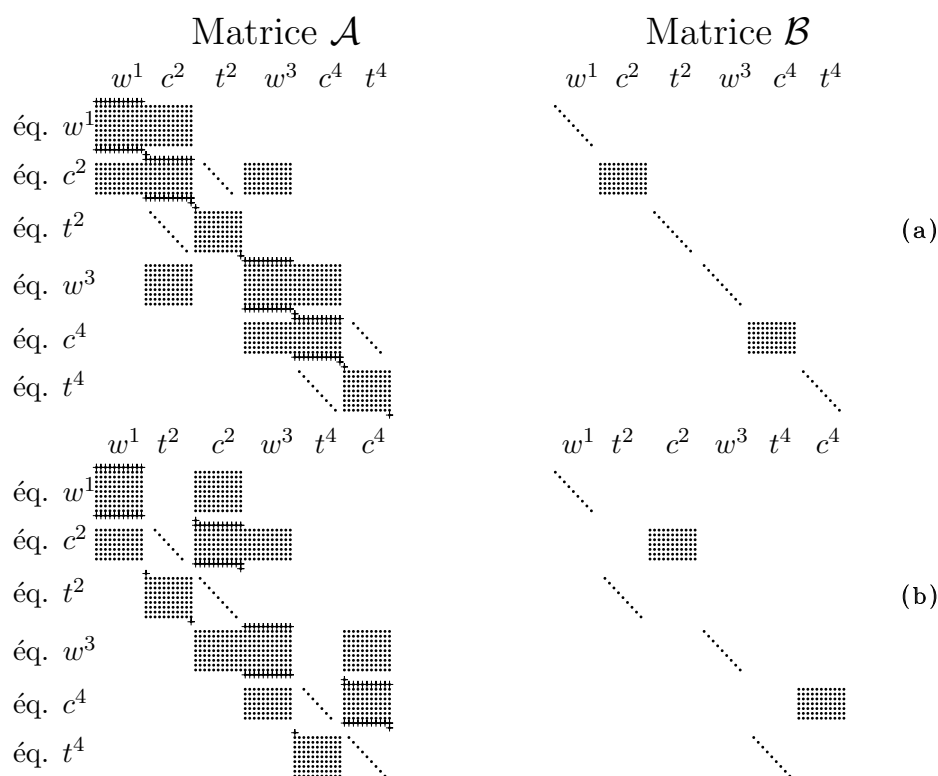 Matrice 𝒜 Matrice ℬ
w¹ c² t² w³ c⁴ t⁴ w¹ c² t² w³ c⁴ t⁴
éq. w¹
éq. c²
éq. t² (a)
éq. w³
éq. c⁴
éq. t⁴
w¹ t² c² w³ t⁴ c⁴ w¹ t² c² w³ t⁴ c⁴
éq. w¹
éq. c²
éq. t² (b)
éq. w³
éq. c⁴
éq. t⁴